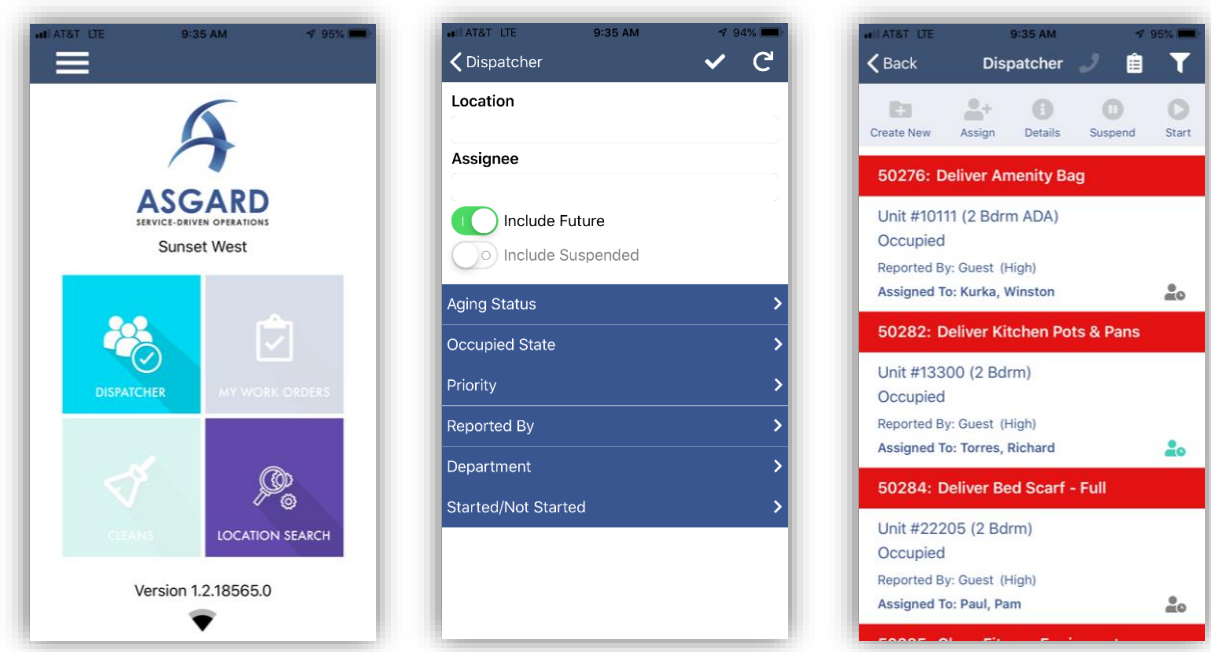 AT&T LTE 9:35 AM 95%
ASGARD
SERVICE-DRIVEN OPERATIONS
Sunset West
DISPATCHER MY WORK ORDERS
CLEANS LOCATION SEARCH
Version 1.2.18565.0
AT&T LTE 9:35 AM 94%
Dispatcher
Location
Assignee
Include Future
Include Suspended
Aging Status
Occupied State
Priority
Reported By
Department
Started/Not Started
AT&T LTE 9:35 AM 95%
Back Dispatcher
Create New Assign Details Suspend Start
50276: Deliver Amenity Bag
Unit #10111 (2 Bdrm ADA)
Occupied
Reported By: Guest (High)
Assigned To: Kurka, Winston
50282: Deliver Kitchen Pots & Pans
Unit #13300 (2 Bdrm)
Occupied
Reported By: Guest (High)
Assigned To: Torres, Richard
50284: Deliver Bed Scarf - Full
Unit #22205 (2 Bdrm)
Occupied
Reported By: Guest (High)
Assigned To: Paul, Pam